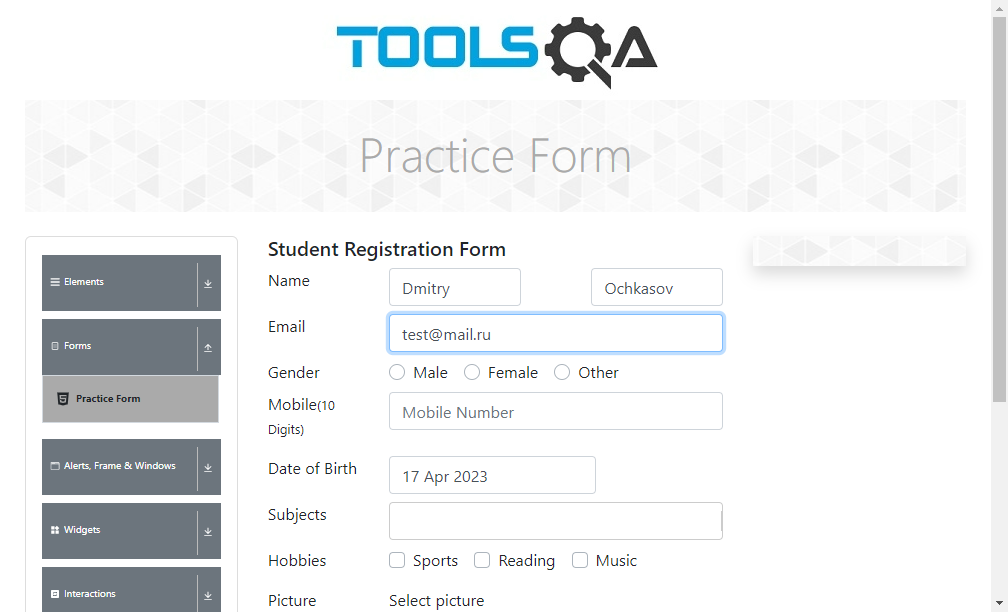 TOOLSQA
Practice Form
Elements
Forms
Practice Form
Alerts, Frame & Windows
Widgets
Interactions
Student Registration Form
Name Dmitry Ochkasov
Email test@mail.ru
Gender Male Female Other
Mobile(10 Digits) Mobile Number
Date of Birth 17 Apr 2023
Subjects
Hobbies Sports Reading Music
Picture Select picture